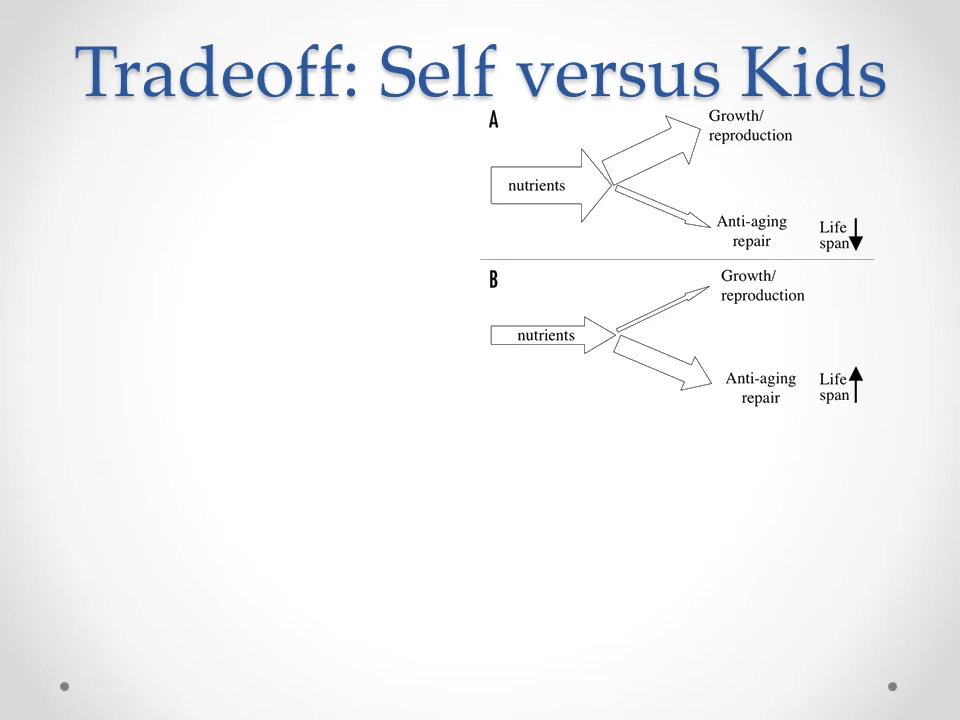 Tradeoff: Self versus Kids
A
Growth/
reproduction
nutrients
Anti-aging
repair
Life
span
B
Growth/
reproduction
nutrients
Anti-aging
repair
Life
span